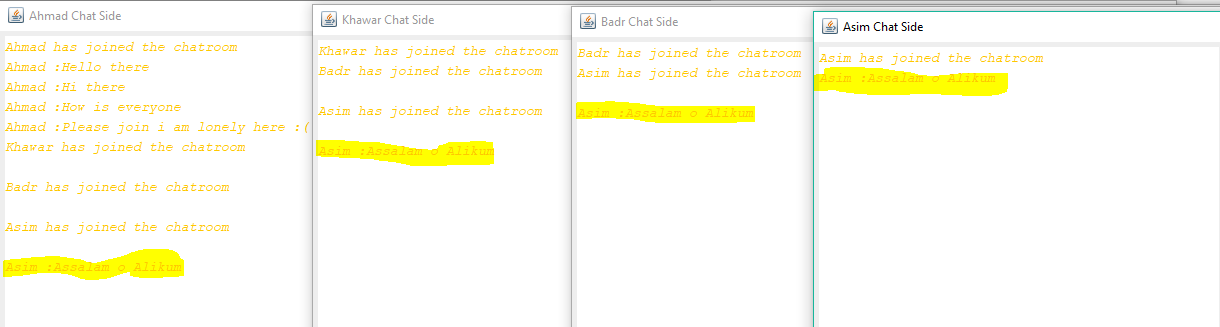 Ahmad Chat Side
Ahmad has joined the chatroom
Ahmad :Hello there
Ahmad :Hi there
Ahmad :How is everyone
Ahmad :Please join i am lonely here :(
Khawar has joined the chatroom
Badr has joined the chatroom
Asim has joined the chatroom
Asim :Assalam o Alikum
Khawar Chat Side
Khawar has joined the chatroom
Badr has joined the chatroom
Asim has joined the chatroom
Asim :Assalam o Alikum
Badr Chat Side
Badr has joined the chatroom
Asim has joined the chatroom
Asim :Assalam o Alikum
Asim Chat Side
Asim has joined the chatroom
Asim :Assalam o Alikum